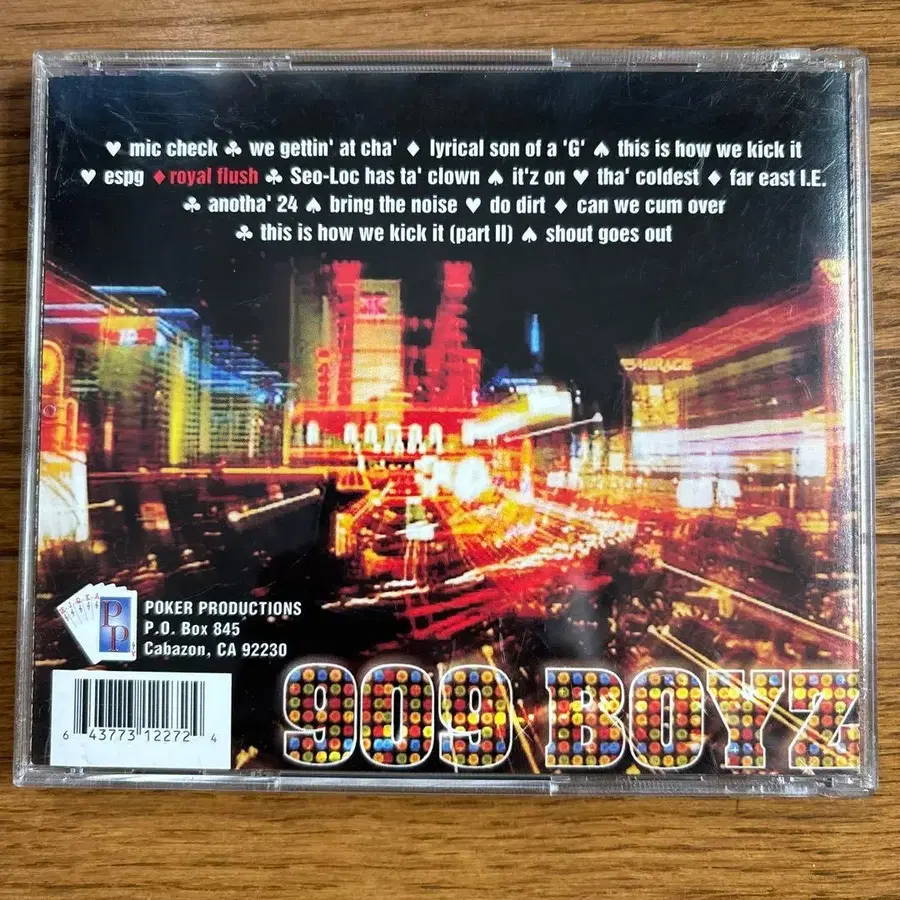 ♥ mic check ♣ we gettin' at cha' ♦ lyrical son of a 'G' ♠ this is how we kick it
♥ espg ♦ royal flush ♣ Seo-Loc has ta' clown ♠ it'z on ♥ tha' coldest ♦ far east I.E.
♣ anotha' 24 ♠ bring the noise ♥ do dirt ♦ can we cum over
♣ this is how we kick it (part II) ♠ shout goes out
MIRAGE
PP
POKER PRODUCTIONS
P.O. Box 845
Cabazon, CA 92230
6 43773 12272 4
909 BOYZ